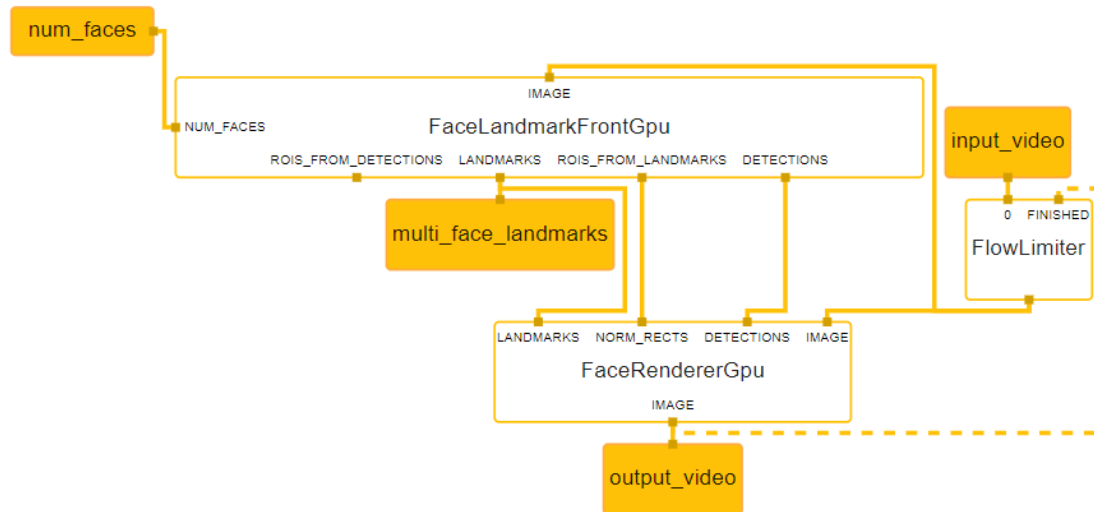 num_faces
IMAGE
FaceLandmarkFrontGpu
NUM_FACES
ROIS_FROM_DETECTIONS LANDMARKS ROIS_FROM_LANDMARKS DETECTIONS
input_video
multi_face_landmarks
0 FINISHED
FlowLimiter
LANDMARKS NORM_RECTS DETECTIONS IMAGE
FaceRendererGpu
IMAGE
output_video